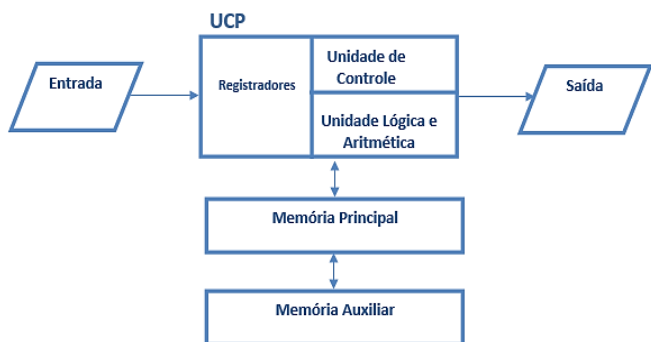 UCP
Entrada
Registradores
Unidade de
Controle
Unidade Lógica e
Aritmética
Saída
Memória Principal
Memória Auxiliar